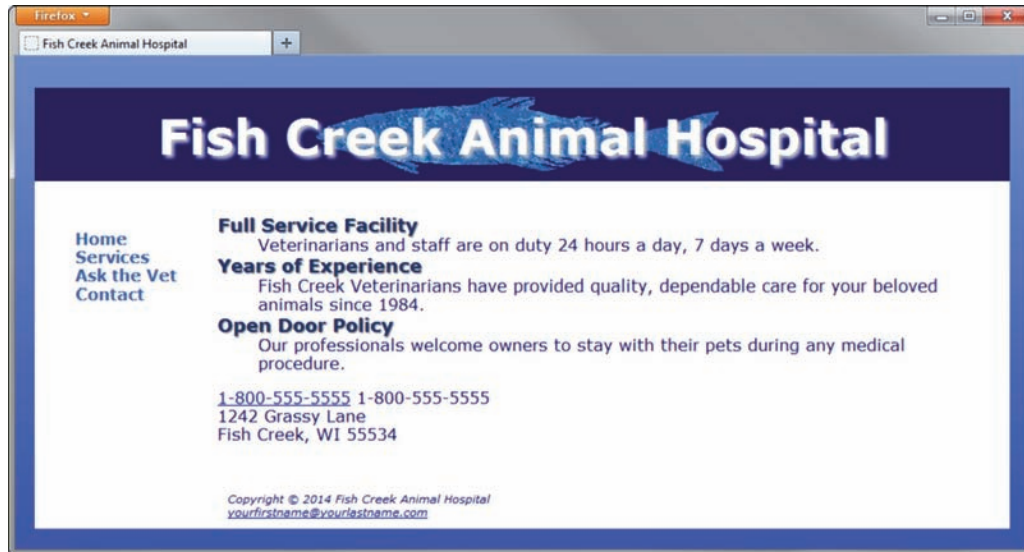 Firefox
Fish Creek Animal Hospital
Fish Creek Animal Hospital
Home
Services
Ask the Vet
Contact
Full Service Facility
Veterinarians and staff are on duty 24 hours a day, 7 days a week.
Years of Experience
Fish Creek Veterinarians have provided quality, dependable care for your beloved
animals since 1984.
Open Door Policy
Our professionals welcome owners to stay with their pets during any medical
procedure.
1-800-555-5555 1-800-555-5555
1242 Grassy Lane
Fish Creek, WI 55534
Copyright © 2014 Fish Creek Animal Hospital
yourfirstname@yourlastname.com